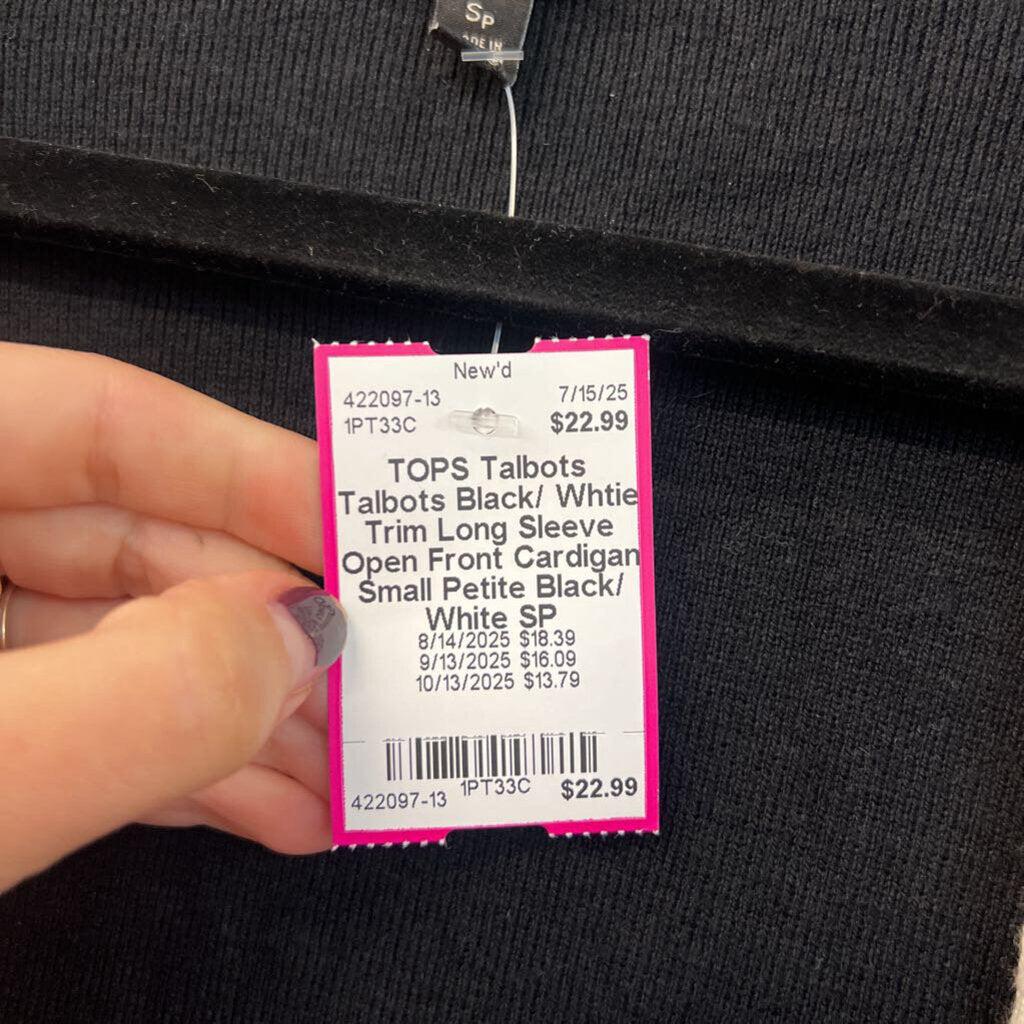 SP
New'd
422097-13 7/15/25
1PT33C $22.99
TOPS Talbots
Talbots Black/ Whtie
Trim Long Sleeve
Open Front Cardigan
Small Petite Black/
White SP
8/14/2025 $18.39
9/13/2025 $16.09
10/13/2025 $13.79
422097-13 1PT33C $22.99